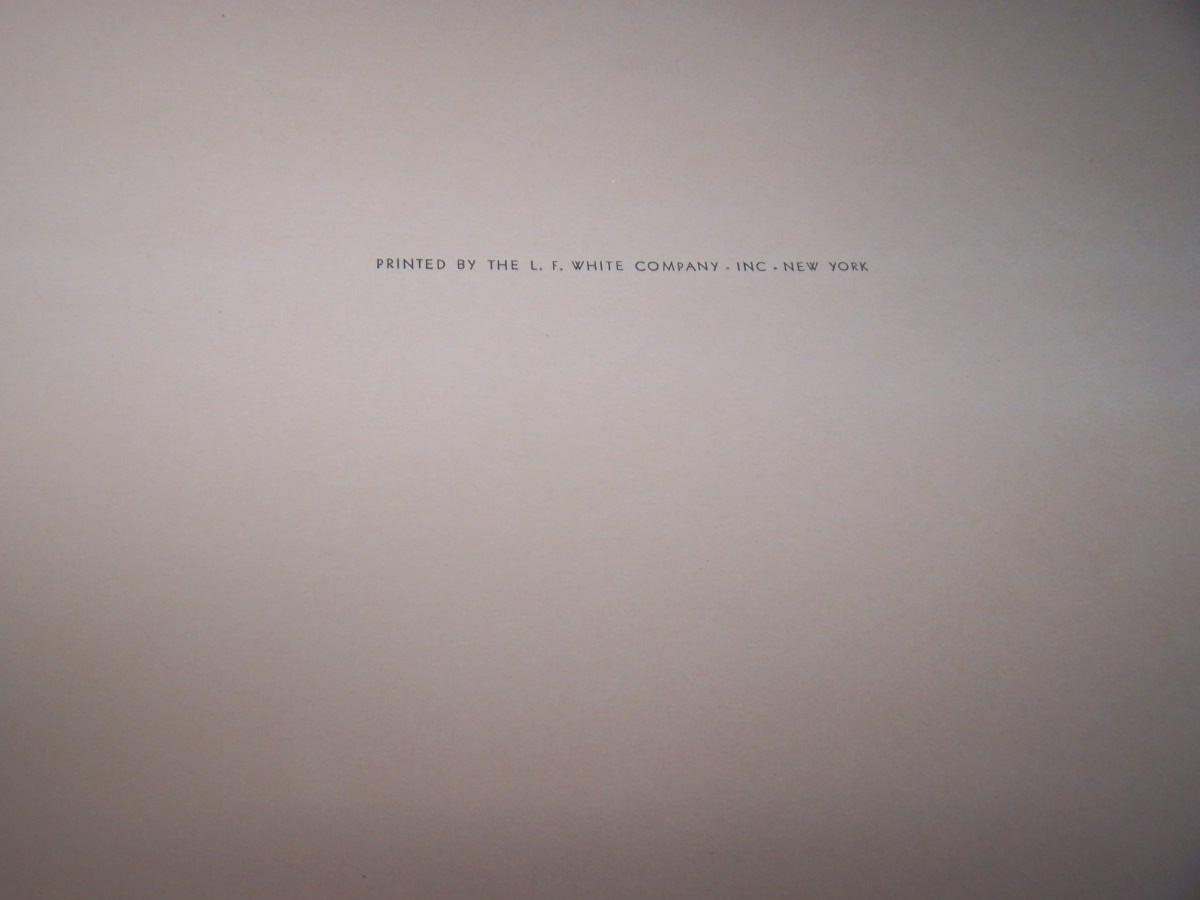 PRINTED BY THE L. F. WHITE COMPANY · INC · NEW YORK